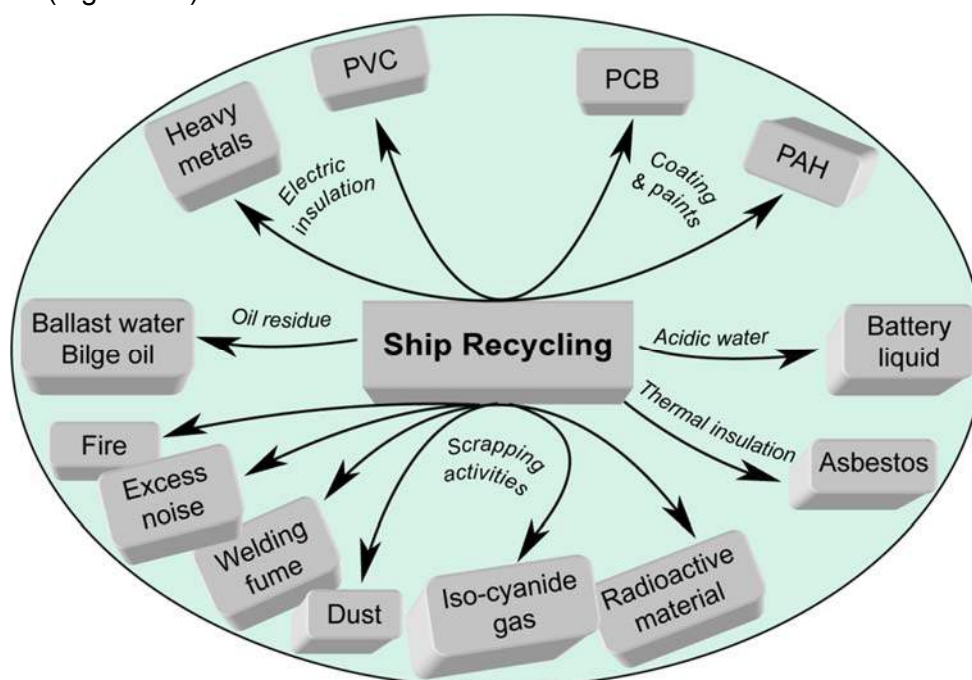 PVC
PCB
Heavy
metals
PAH
Electric
insulation
Coating
& paints
Ballast water
Bilge oil
Oil residue
Ship Recycling
Acidic water
Battery
liquid
Thermal insulation
Asbestos
Fire
Excess
noise
Scrapping
activities
Welding
fume
Dust
Iso-cyanide
gas
Radioactive
material